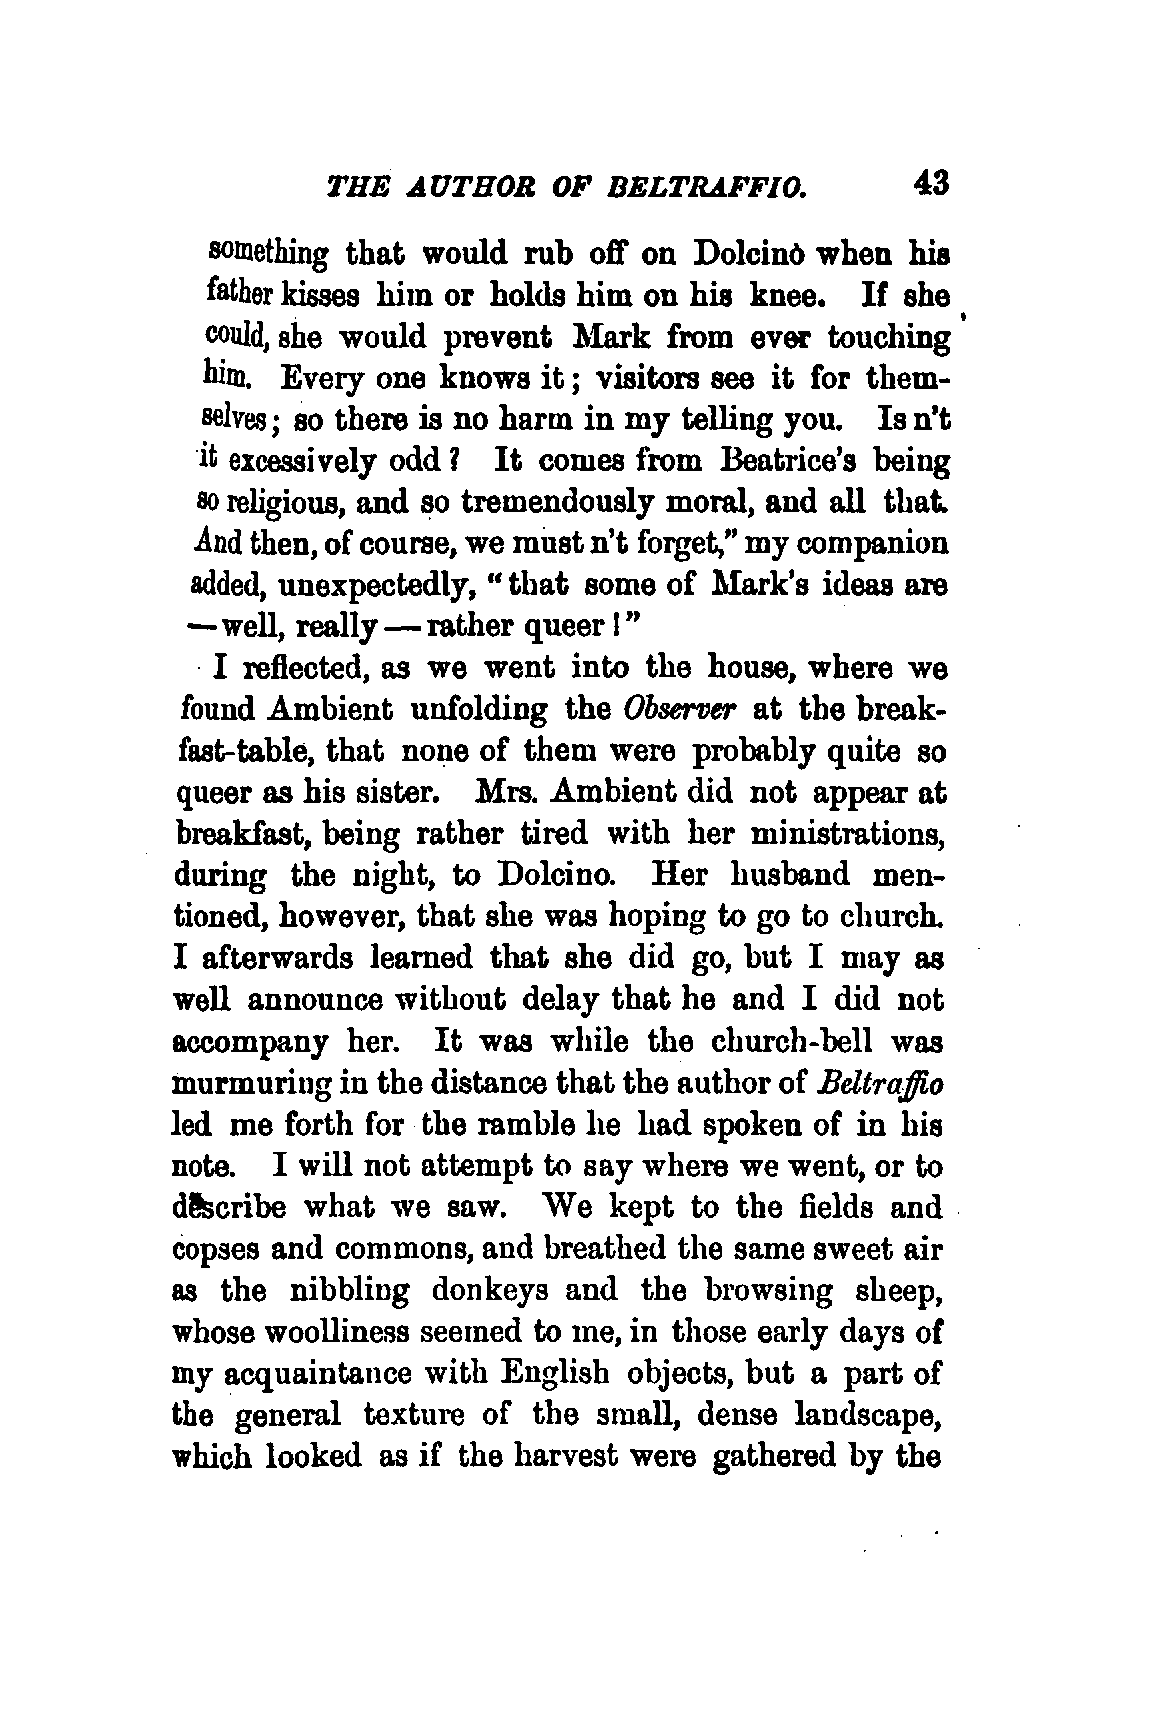 THE AUTHOR OF BELTRAFFIO. 43
something that would rub off on Dolcinò when his
father kisses him or holds him on his knee. If she
could, she would prevent Mark from ever touching
him. Every one knows it; visitors see it for them-
selves; so there is no harm in my telling you. Is n't
it excessively odd? It comes from Beatrice's being
so religious, and so tremendously moral, and all that.
And then, of course, we must n't forget," my companion
added, unexpectedly, "that some of Mark's ideas are
— well, really — rather queer!"
I reflected, as we went into the house, where we
found Ambient unfolding the Observer at the break-
fast-table, that none of them were probably quite so
queer as his sister. Mrs. Ambient did not appear at
breakfast, being rather tired with her ministrations,
during the night, to Dolcino. Her husband men-
tioned, however, that she was hoping to go to church.
I afterwards learned that she did go, but I may as
well announce without delay that he and I did not
accompany her. It was while the church-bell was
murmuring in the distance that the author of Beltraffio
led me forth for the ramble he had spoken of in his
note. I will not attempt to say where we went, or to
describe what we saw. We kept to the fields and
copses and commons, and breathed the same sweet air
as the nibbling donkeys and the browsing sheep,
whose woolliness seemed to me, in those early days of
my acquaintance with English objects, but a part of
the general texture of the small, dense landscape,
which looked as if the harvest were gathered by the